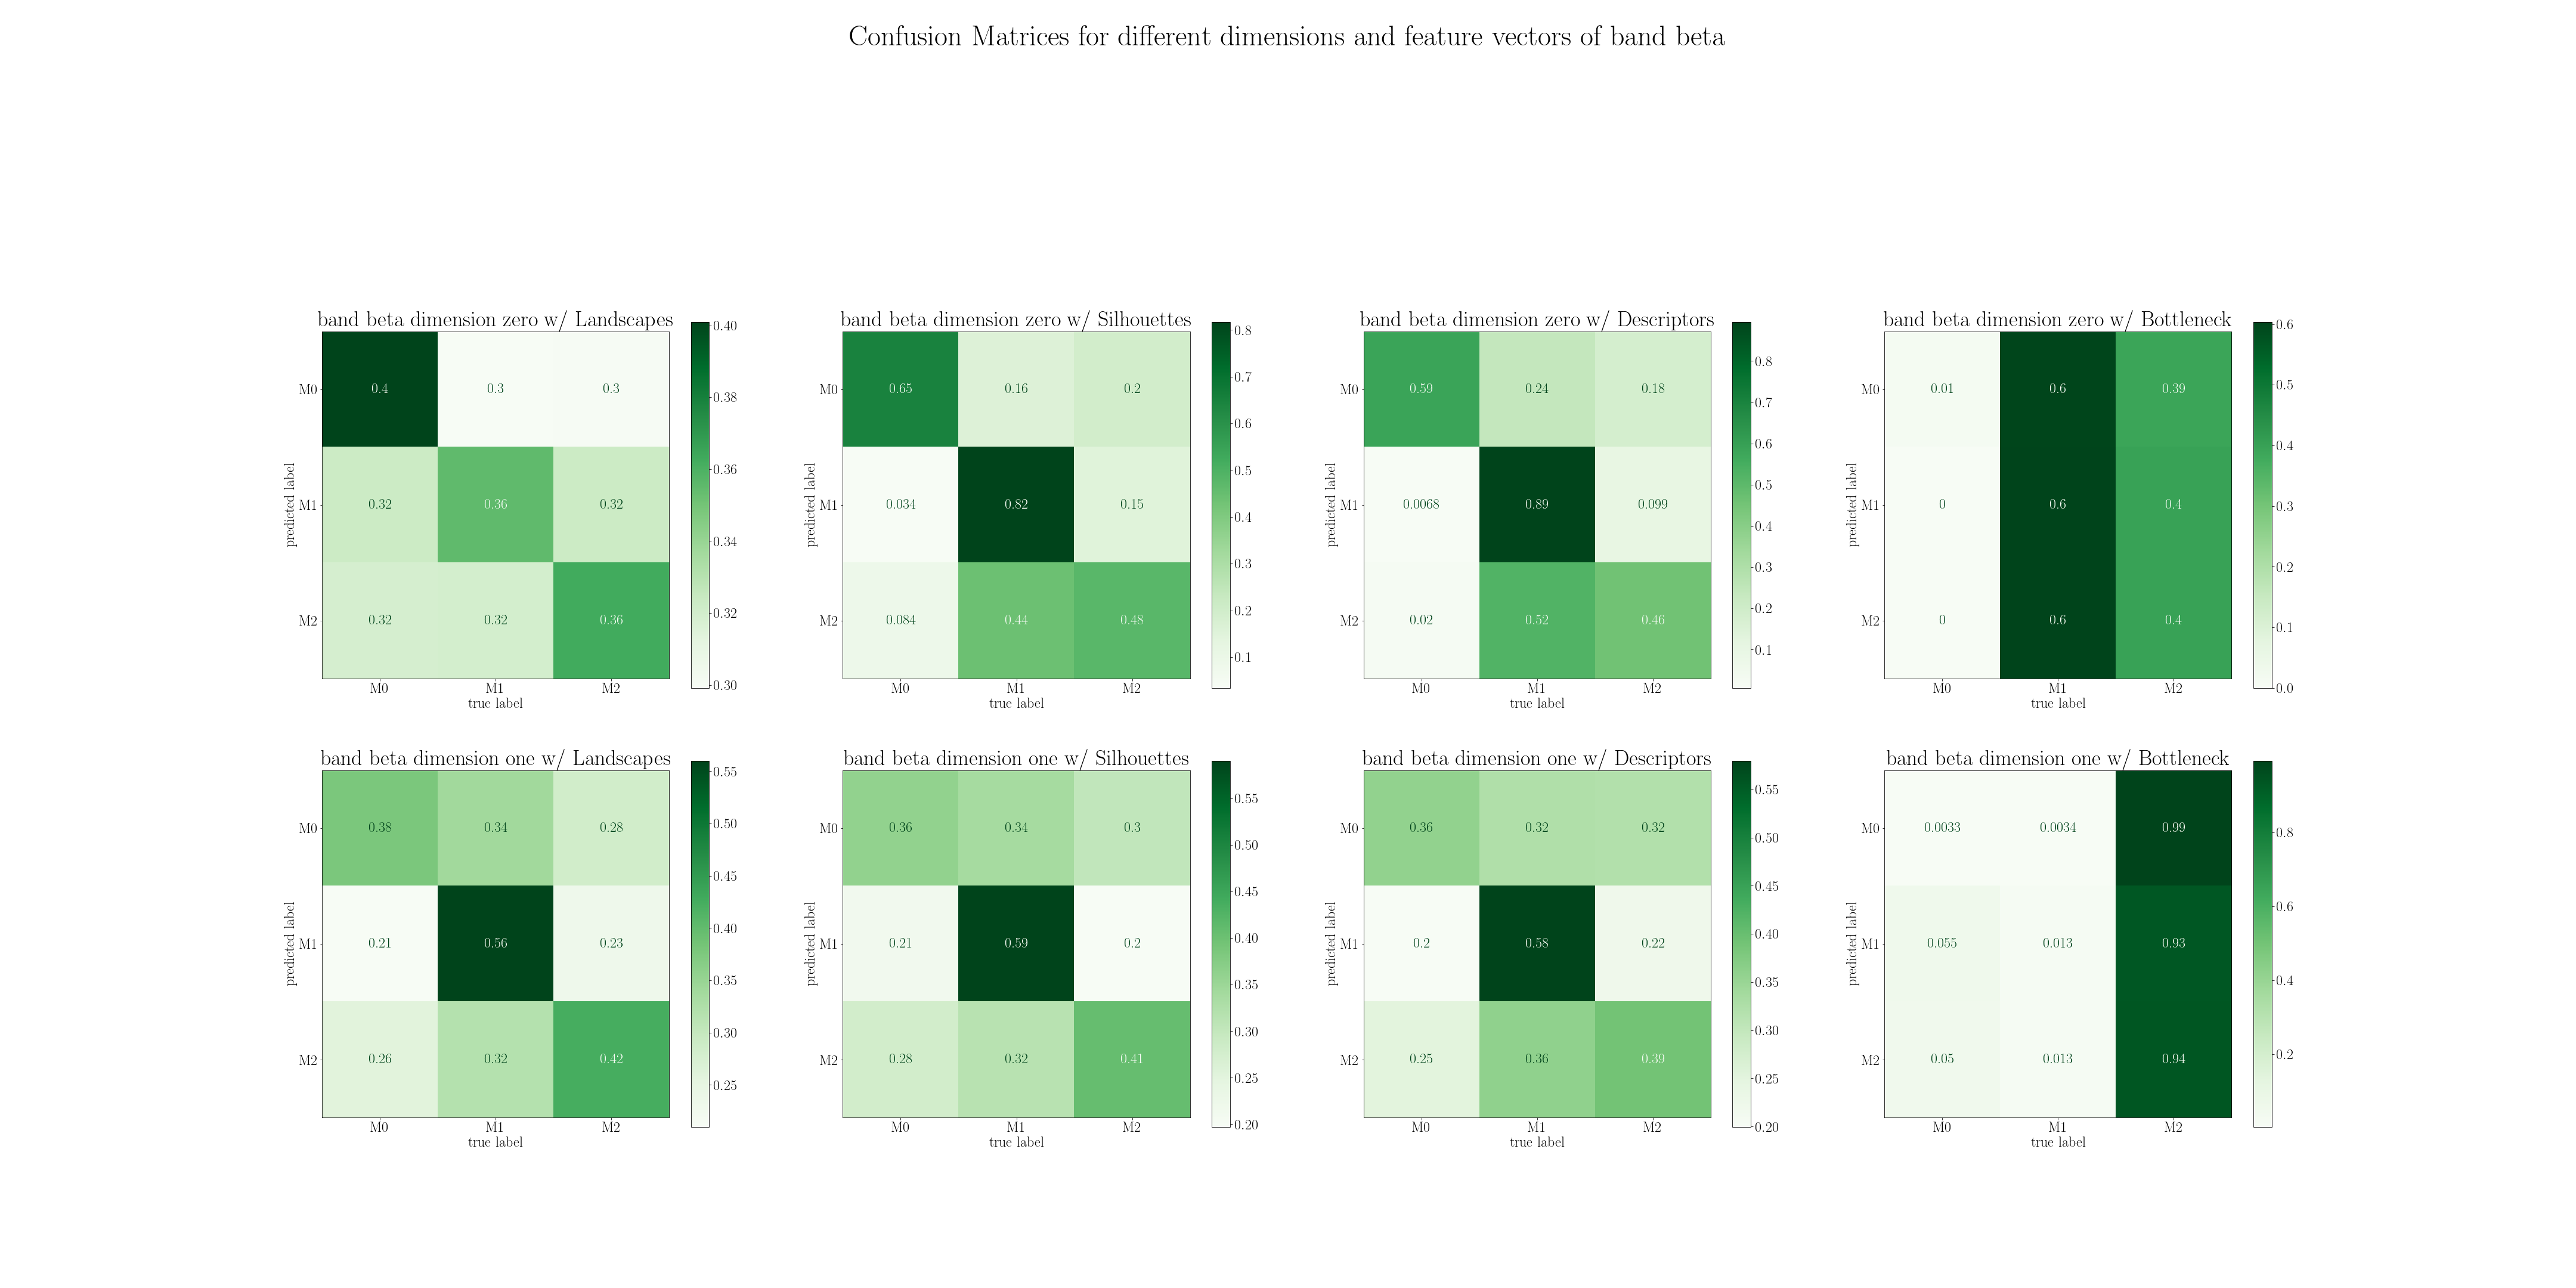 Confusion Matrices for different dimensions and feature vectors of band beta
band beta dimension zero w/ Landscapes
M0
M1
M2
predicted label
0.4 0.3 0.3
0.32 0.36 0.32
0.32 0.32 0.36
M0 M1 M2
true label
0.40
0.38
0.36
0.34
0.32
0.30
band beta dimension zero w/ Silhouettes
M0
M1
M2
predicted label
0.65 0.16 0.2
0.034 0.82 0.15
0.084 0.44 0.48
M0 M1 M2
true label
0.8
0.7
0.6
0.5
0.4
0.3
0.2
0.1
band beta dimension zero w/ Descriptors
M0
M1
M2
predicted label
0.59 0.24 0.18
0.0068 0.89 0.099
0.02 0.52 0.46
M0 M1 M2
true label
0.8
0.7
0.6
0.5
0.4
0.3
0.2
0.1
band beta dimension zero w/ Bottleneck
M0
M1
M2
predicted label
0.01 0.6 0.39
0 0.6 0.4
0 0.6 0.4
M0 M1 M2
true label
0.6
0.5
0.4
0.3
0.2
0.1
0.0
band beta dimension one w/ Landscapes
M0
M1
M2
predicted label
0.38 0.34 0.28
0.21 0.56 0.23
0.26 0.32 0.42
M0 M1 M2
true label
0.55
0.50
0.45
0.40
0.35
0.30
0.25
band beta dimension one w/ Silhouettes
M0
M1
M2
predicted label
0.36 0.34 0.3
0.21 0.59 0.2
0.28 0.32 0.41
M0 M1 M2
true label
0.55
0.50
0.45
0.40
0.35
0.30
0.25
0.20
band beta dimension one w/ Descriptors
M0
M1
M2
predicted label
0.36 0.32 0.32
0.2 0.58 0.22
0.25 0.36 0.39
M0 M1 M2
true label
0.55
0.50
0.45
0.40
0.35
0.30
0.25
0.20
band beta dimension one w/ Bottleneck
M0
M1
M2
predicted label
0.0033 0.0034 0.99
0.055 0.013 0.93
0.05 0.013 0.94
M0 M1 M2
true label
0.8
0.6
0.4
0.2